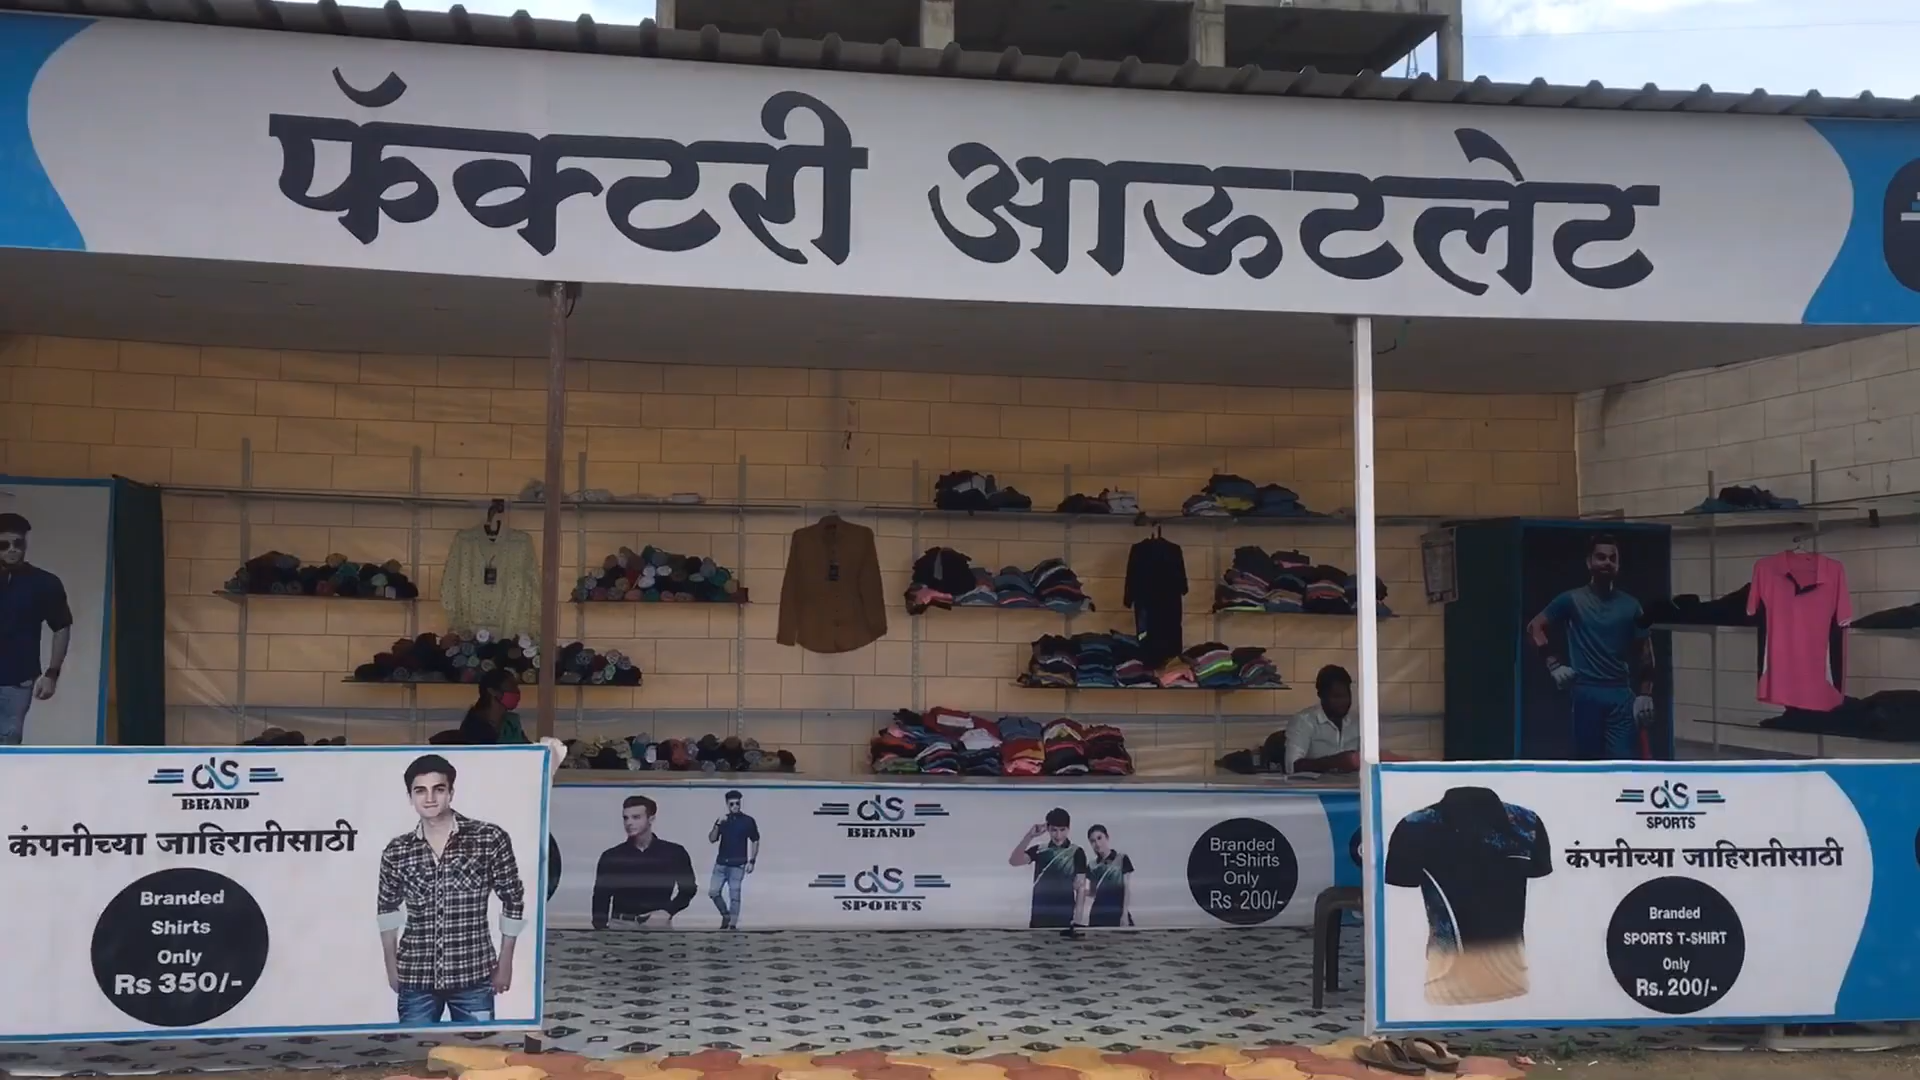 फॅक्टरी आऊटलेट
ds
BRAND
कंपनीच्या जाहिरातीसाठी
Branded
Shirts
Only
Rs 350/-
ds
BRAND
ds
SPORTS
Branded
T-Shirts
Only
Rs 200/-
ds
SPORTS
कंपनीच्या जाहिरातीसाठी
Branded
SPORTS T-SHIRT
Only
Rs. 200/-